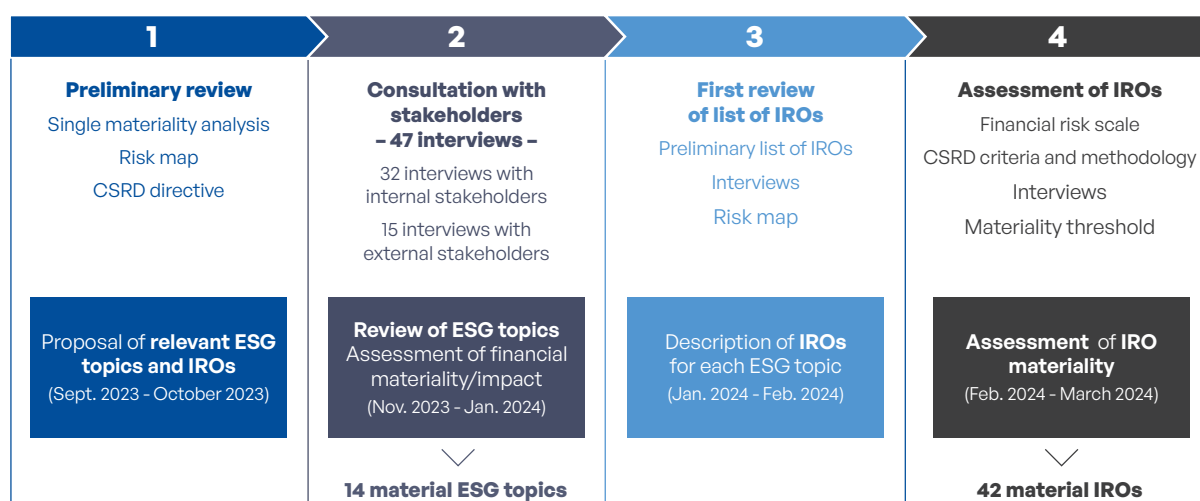 1
Preliminary review
Single materiality analysis
Risk map
CSRD directive
Proposal of relevant ESG
topics and IROs
(Sept. 2023 - October 2023)
2
Consultation with
stakeholders
– 47 interviews –
32 interviews with
internal stakeholders
15 interviews with
external stakeholders
Review of ESG topics
Assessment of financial
materiality/impact
(Nov. 2023 - Jan. 2024)
14 material ESG topics
3
First review
of list of IROs
Preliminary list of IROs
Interviews
Risk map
Description of IROs
for each ESG topic
(Jan. 2024 - Feb. 2024)
4
Assessment of IROs
Financial risk scale
CSRD criteria and methodology
Interviews
Materiality threshold
Assessment of IRO
materiality
(Feb. 2024 - March 2024)
42 material IROs